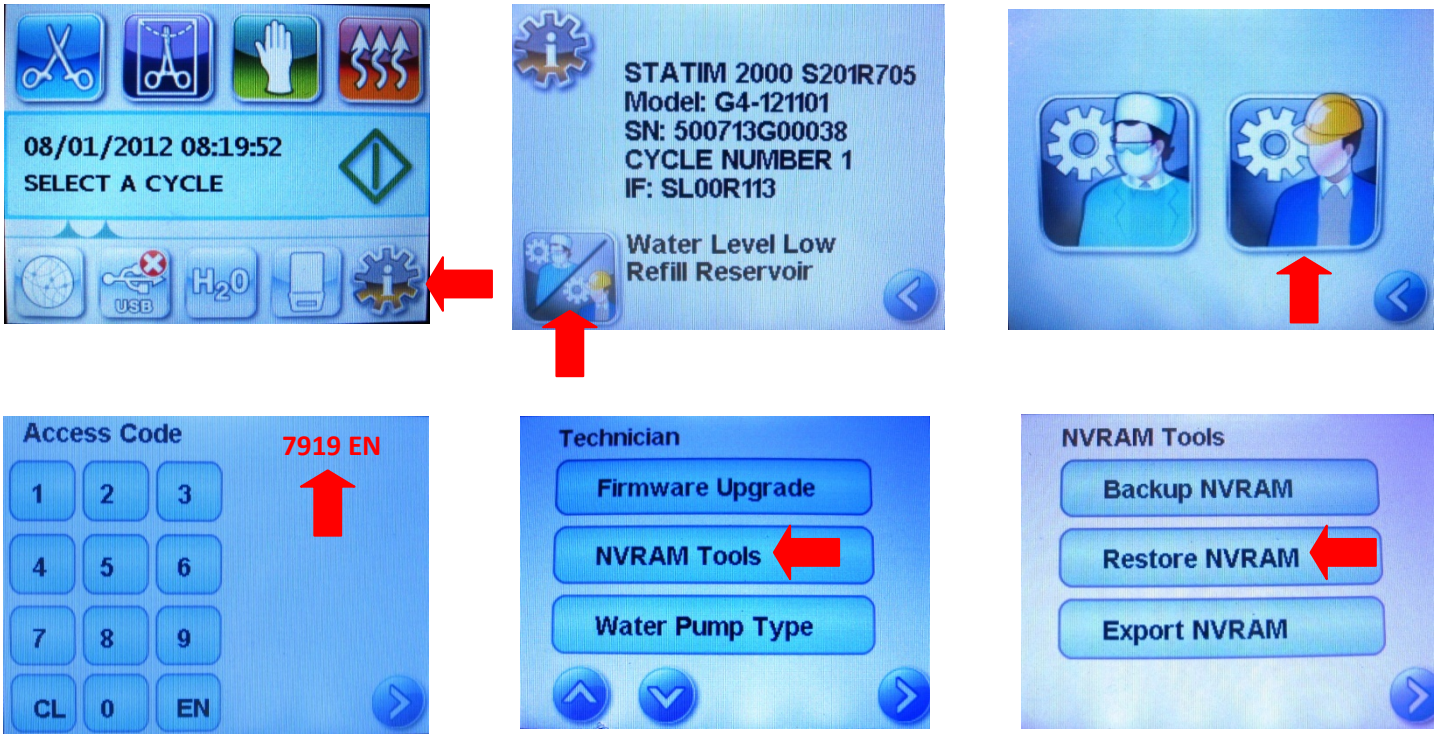 08/01/2012 08:19:52
SELECT A CYCLE
USB
H2O
STATIM 2000 S201R705
Model: G4-121101
SN: 500713G00038
CYCLE NUMBER 1
IF: SL00R113
Water Level Low
Refill Reservoir
Access Code
7919 EN
1 2 3
4 5 6
7 8 9
CL 0 EN
Technician
Firmware Upgrade
NVRAM Tools
Water Pump Type
NVRAM Tools
Backup NVRAM
Restore NVRAM
Export NVRAM